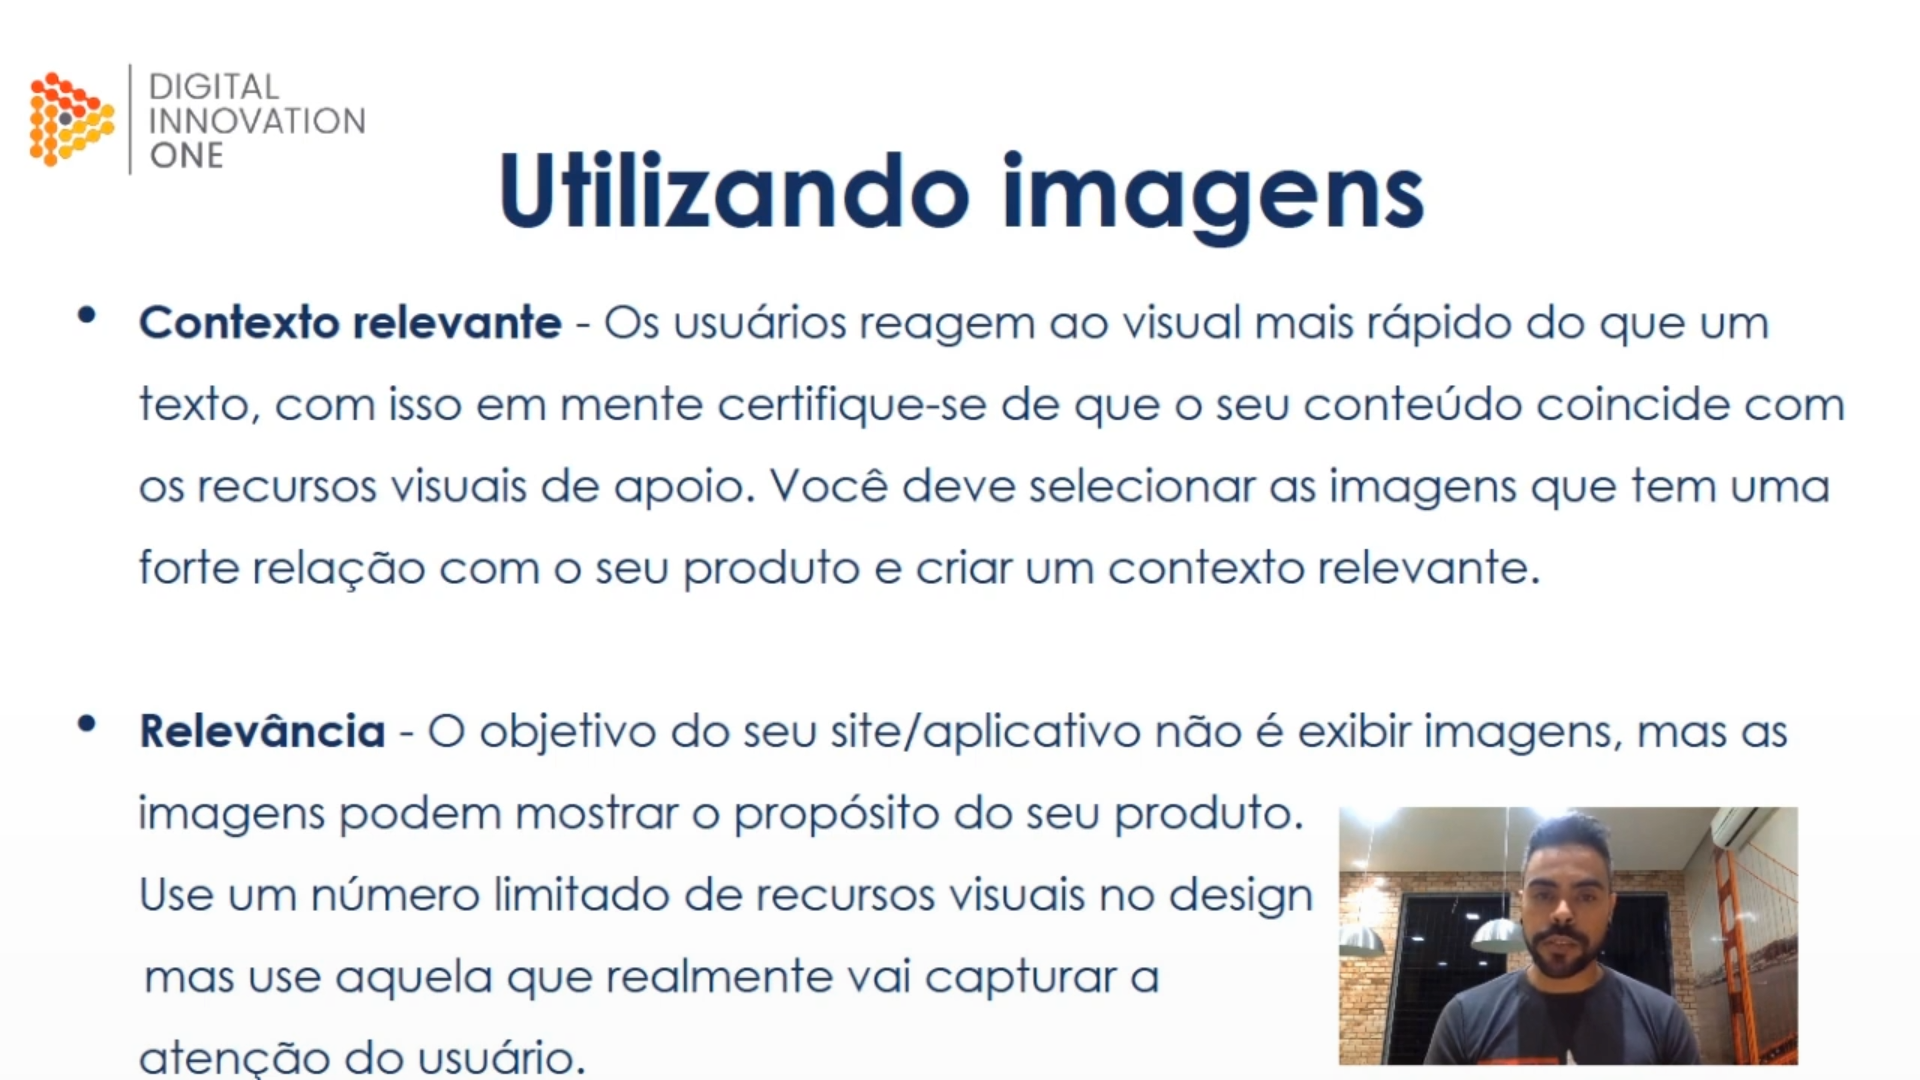 DIGITAL
INNOVATION
ONE
Utilizando imagens
• Contexto relevante - Os usuários reagem ao visual mais rápido do que um
texto, com isso em mente certifique-se de que o seu conteúdo coincide com
os recursos visuais de apoio. Você deve selecionar as imagens que tem uma
forte relação com o seu produto e criar um contexto relevante.
• Relevância - O objetivo do seu site/aplicativo não é exibir imagens, mas as
imagens podem mostrar o propósito do seu produto.
Use um número limitado de recursos visuais no design
mas use aquela que realmente vai capturar a
atenção do usuário.